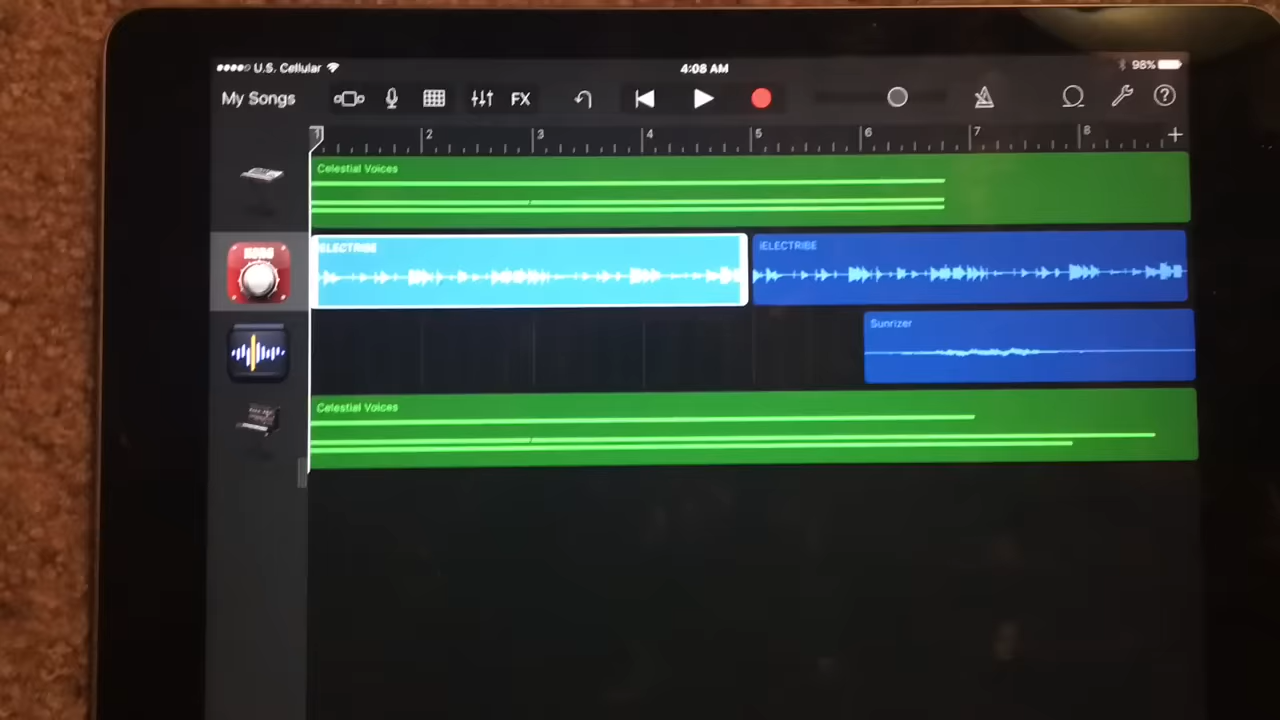 U.S. Cellular 4:08 AM 98%
My Songs FX
1 2 3 4 5 6 7 8 +
Celestial Voices
KORG
iELECTRIBE iELECTRIBE
Sunrizer
Celestial Voices